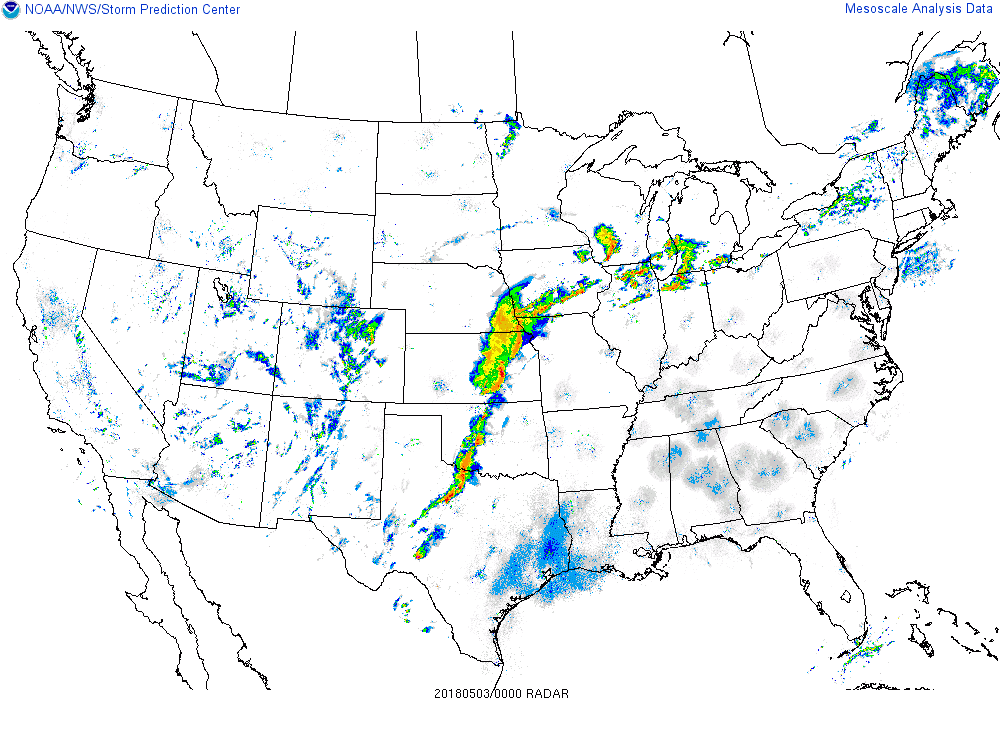 NOAA/NWS/Storm Prediction Center
Mesoscale Analysis Data
20180503/0000 RADAR